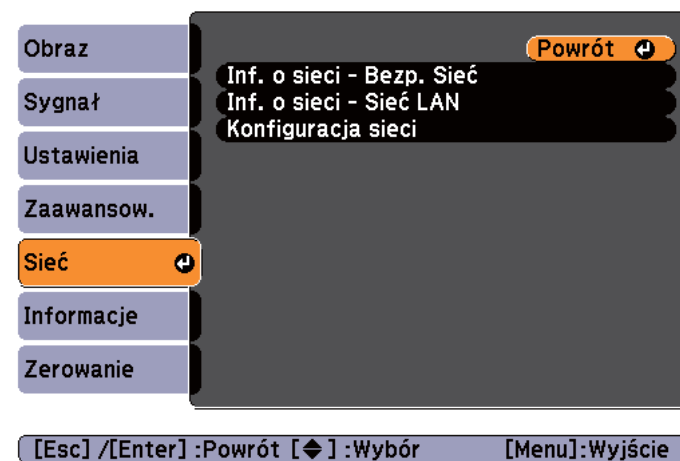 Obraz
Sygnał
Ustawienia
Zaawansow.
Sieć
Informacje
Zerowanie
Powrót
Inf. o sieci - Bezp. Sieć
Inf. o sieci - Sieć LAN
Konfiguracja sieci
[Esc] /[Enter] :Powrót [◆] :Wybór [Menu]:Wyjście